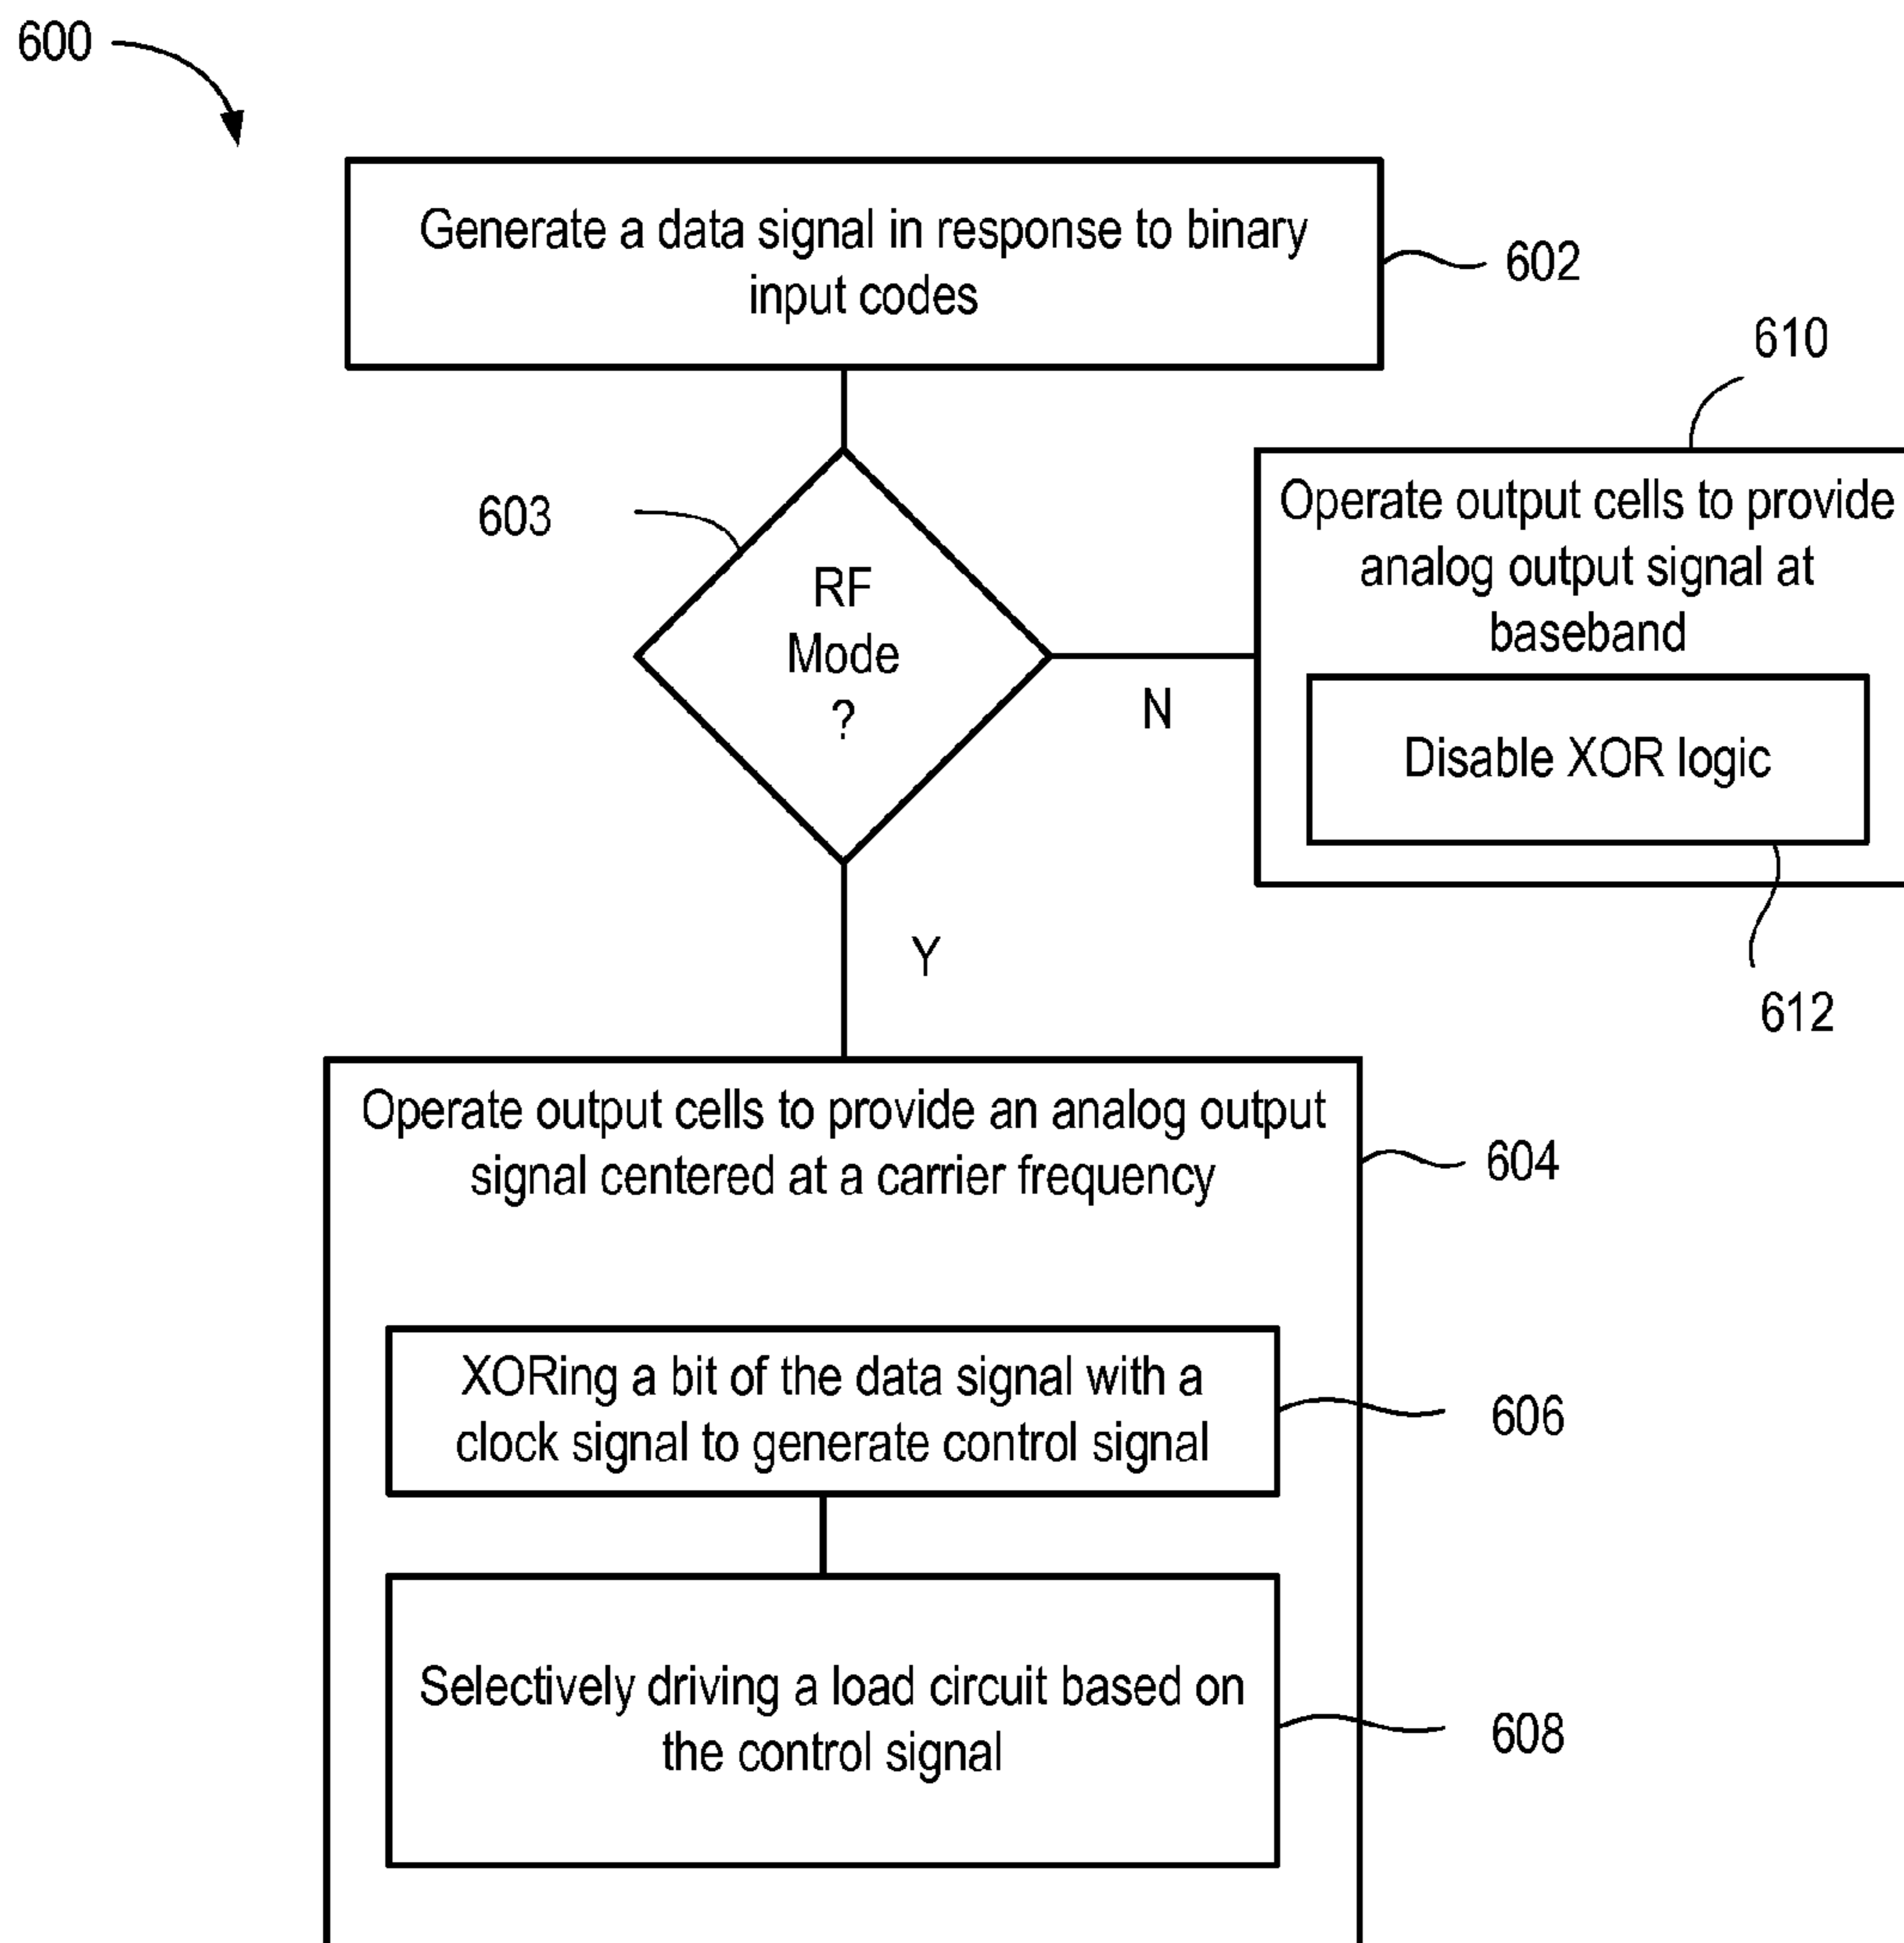 600
Generate a data signal in response to binary
input codes
602
610
603
RF
Mode
?
N
Operate output cells to provide
analog output signal at
baseband
Disable XOR logic
612
Y
Operate output cells to provide an analog output
signal centered at a carrier frequency
604
XORing a bit of the data signal with a
clock signal to generate control signal
606
Selectively driving a load circuit based on
the control signal
608